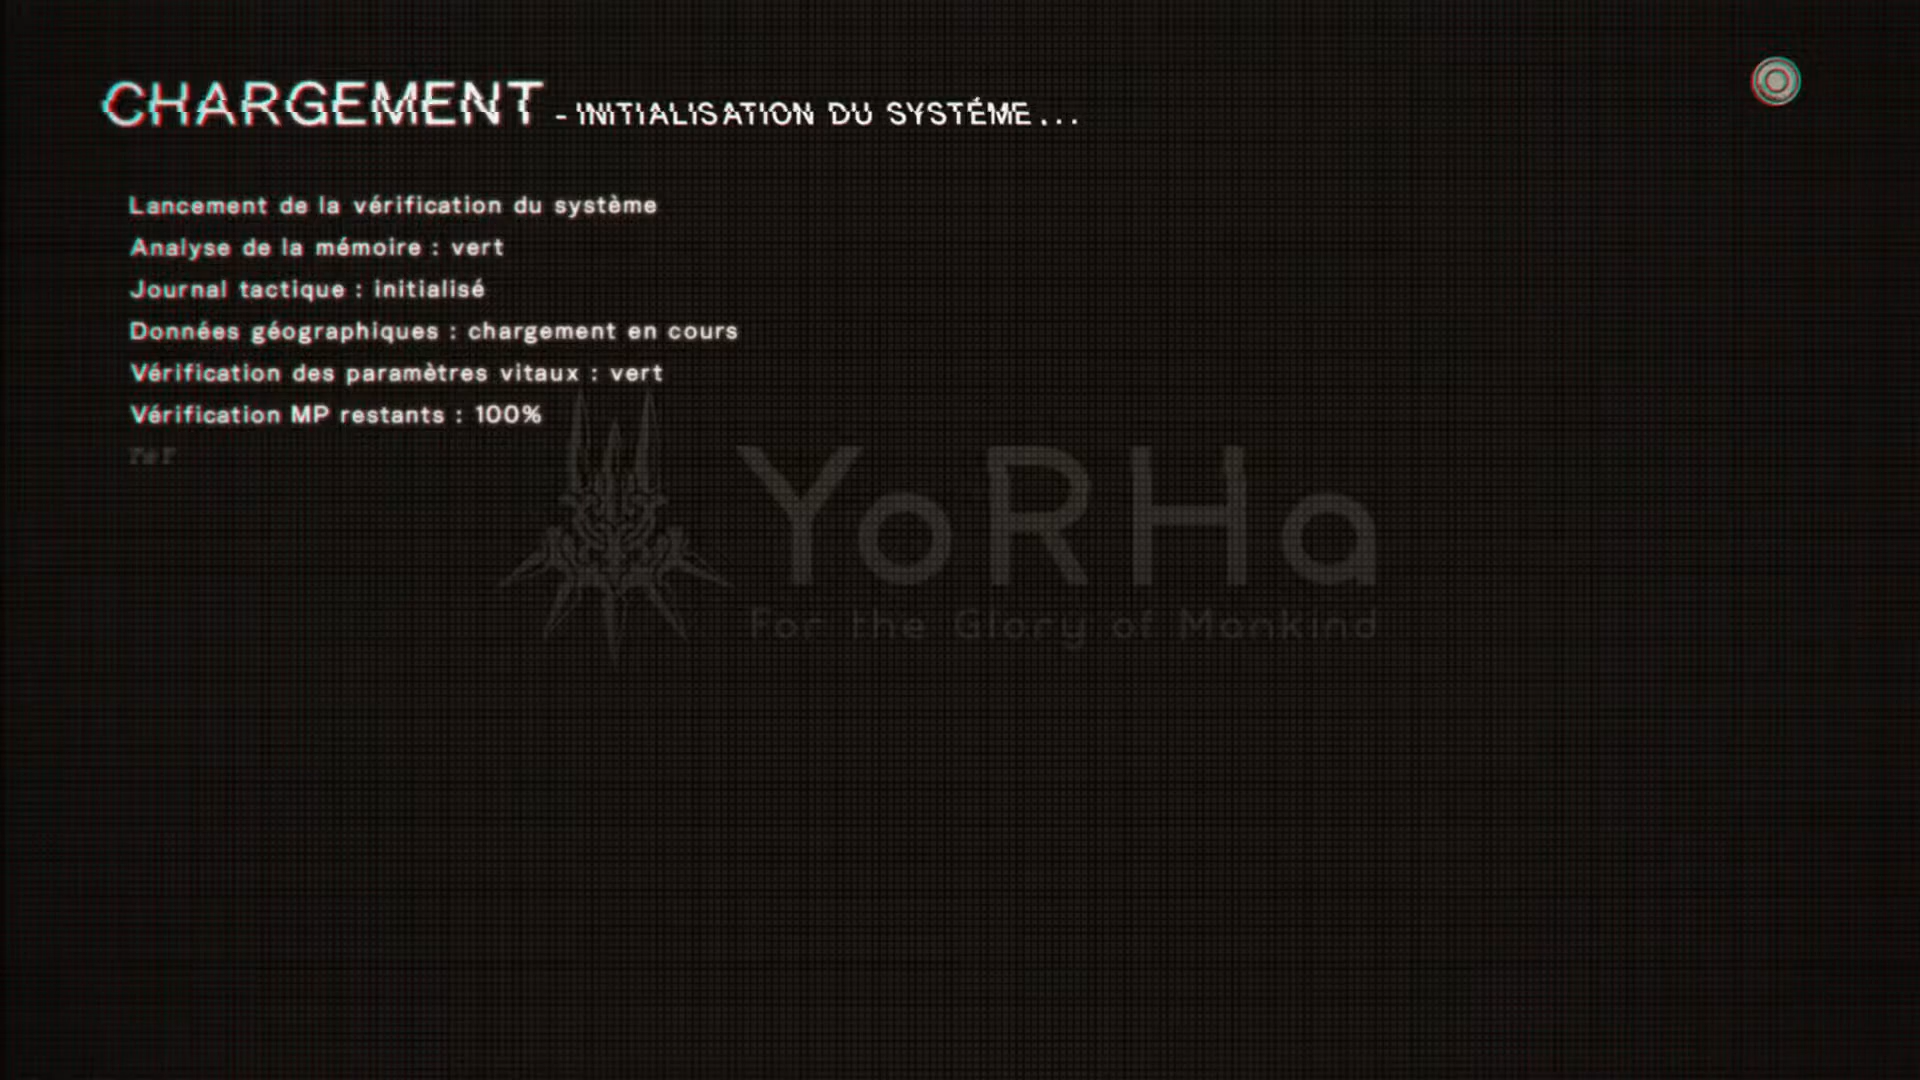 CHARGEMENT - INITIALISATION DU SYSTÉME...
Lancement de la vérification du système
Analyse de la mémoire : vert
Journal tactique : initialisé
Données géographiques : chargement en cours
Vérification des paramètres vitaux : vert
Vérification MP restants : 100%
YoRHa
For the Glory of Mankind